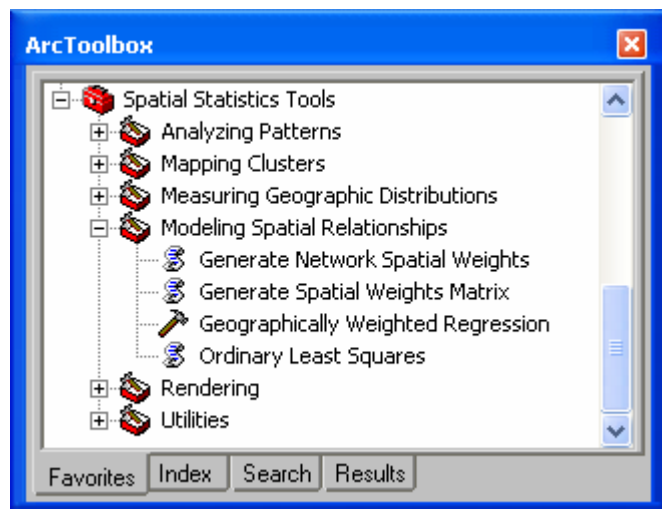 ArcToolbox
Spatial Statistics Tools
Analyzing Patterns
Mapping Clusters
Measuring Geographic Distributions
Modeling Spatial Relationships
Generate Network Spatial Weights
Generate Spatial Weights Matrix
Geographically Weighted Regression
Ordinary Least Squares
Rendering
Utilities
Favorites Index Search Results